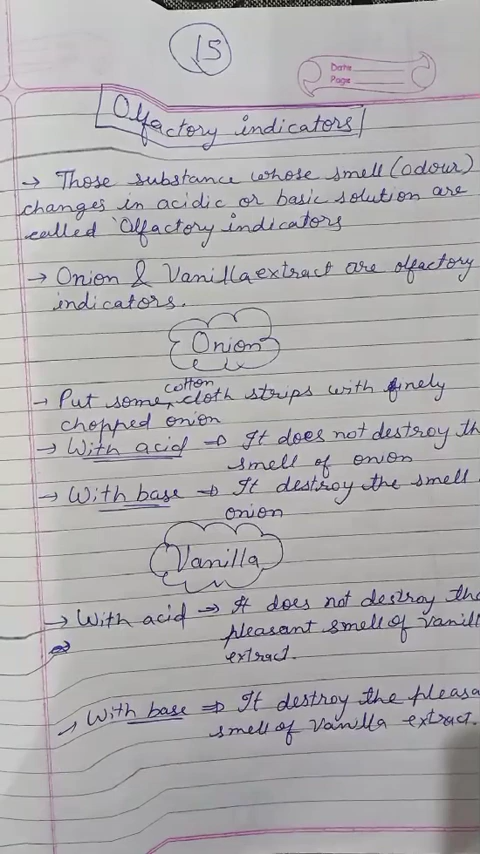 15
Date
Page
Olfactory indicators
→ Those substance whose smell (odour)
changes in acidic or basic solution are
called 'Olfactory indicators
→ Onion & Vanilla extract are olfactory
indicators.
Onion
cotton
→ Put some cloth strips with finely
chopped onion
→ With acid ⇒ It does not destroy th
smell of onion
→ With base ⇒ It destroy the smell
onion
Vanilla
→ With acid → It does not destroy the
pleasant smell of vanill
extract.
→ With base ⇒ It destroy the pleasa
smell of Vanilla extract.